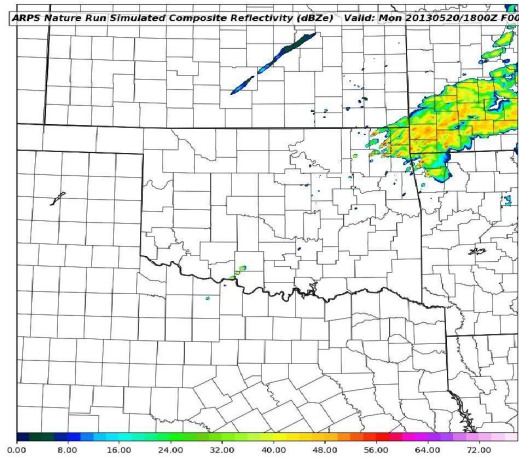 ARPS Nature Run Simulated Composite Reflectivity (dBZe) Valid: Mon 20130520/1800Z F00
0.00 8.00 16.00 24.00 32.00 40.00 48.00 56.00 64.00 72.00